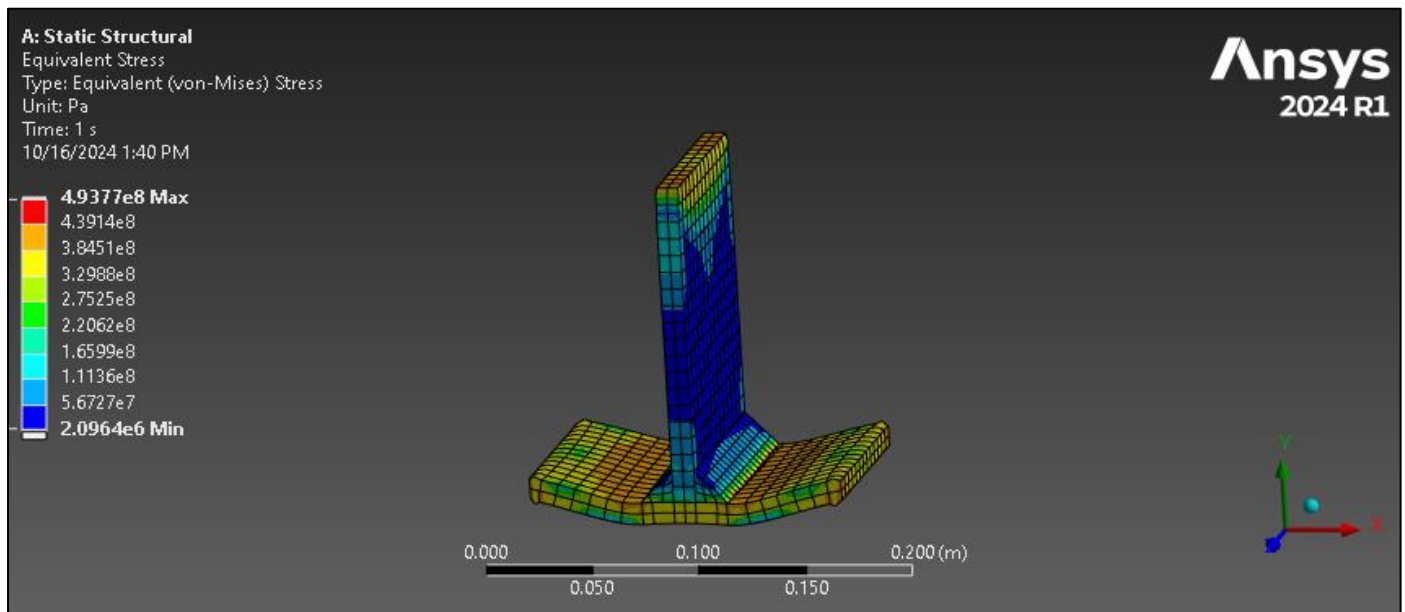 A: Static Structural
Equivalent Stress
Type: Equivalent (von-Mises) Stress
Unit: Pa
Time: 1 s
10/16/2024 1:40 PM
4.9377e8 Max
4.3914e8
3.8451e8
3.2988e8
2.7525e8
2.2062e8
1.6599e8
1.1136e8
5.6727e7
2.0964e6 Min
Ansys
2024 R1
0.000 0.100 0.200 (m)
0.050 0.150
Y
X